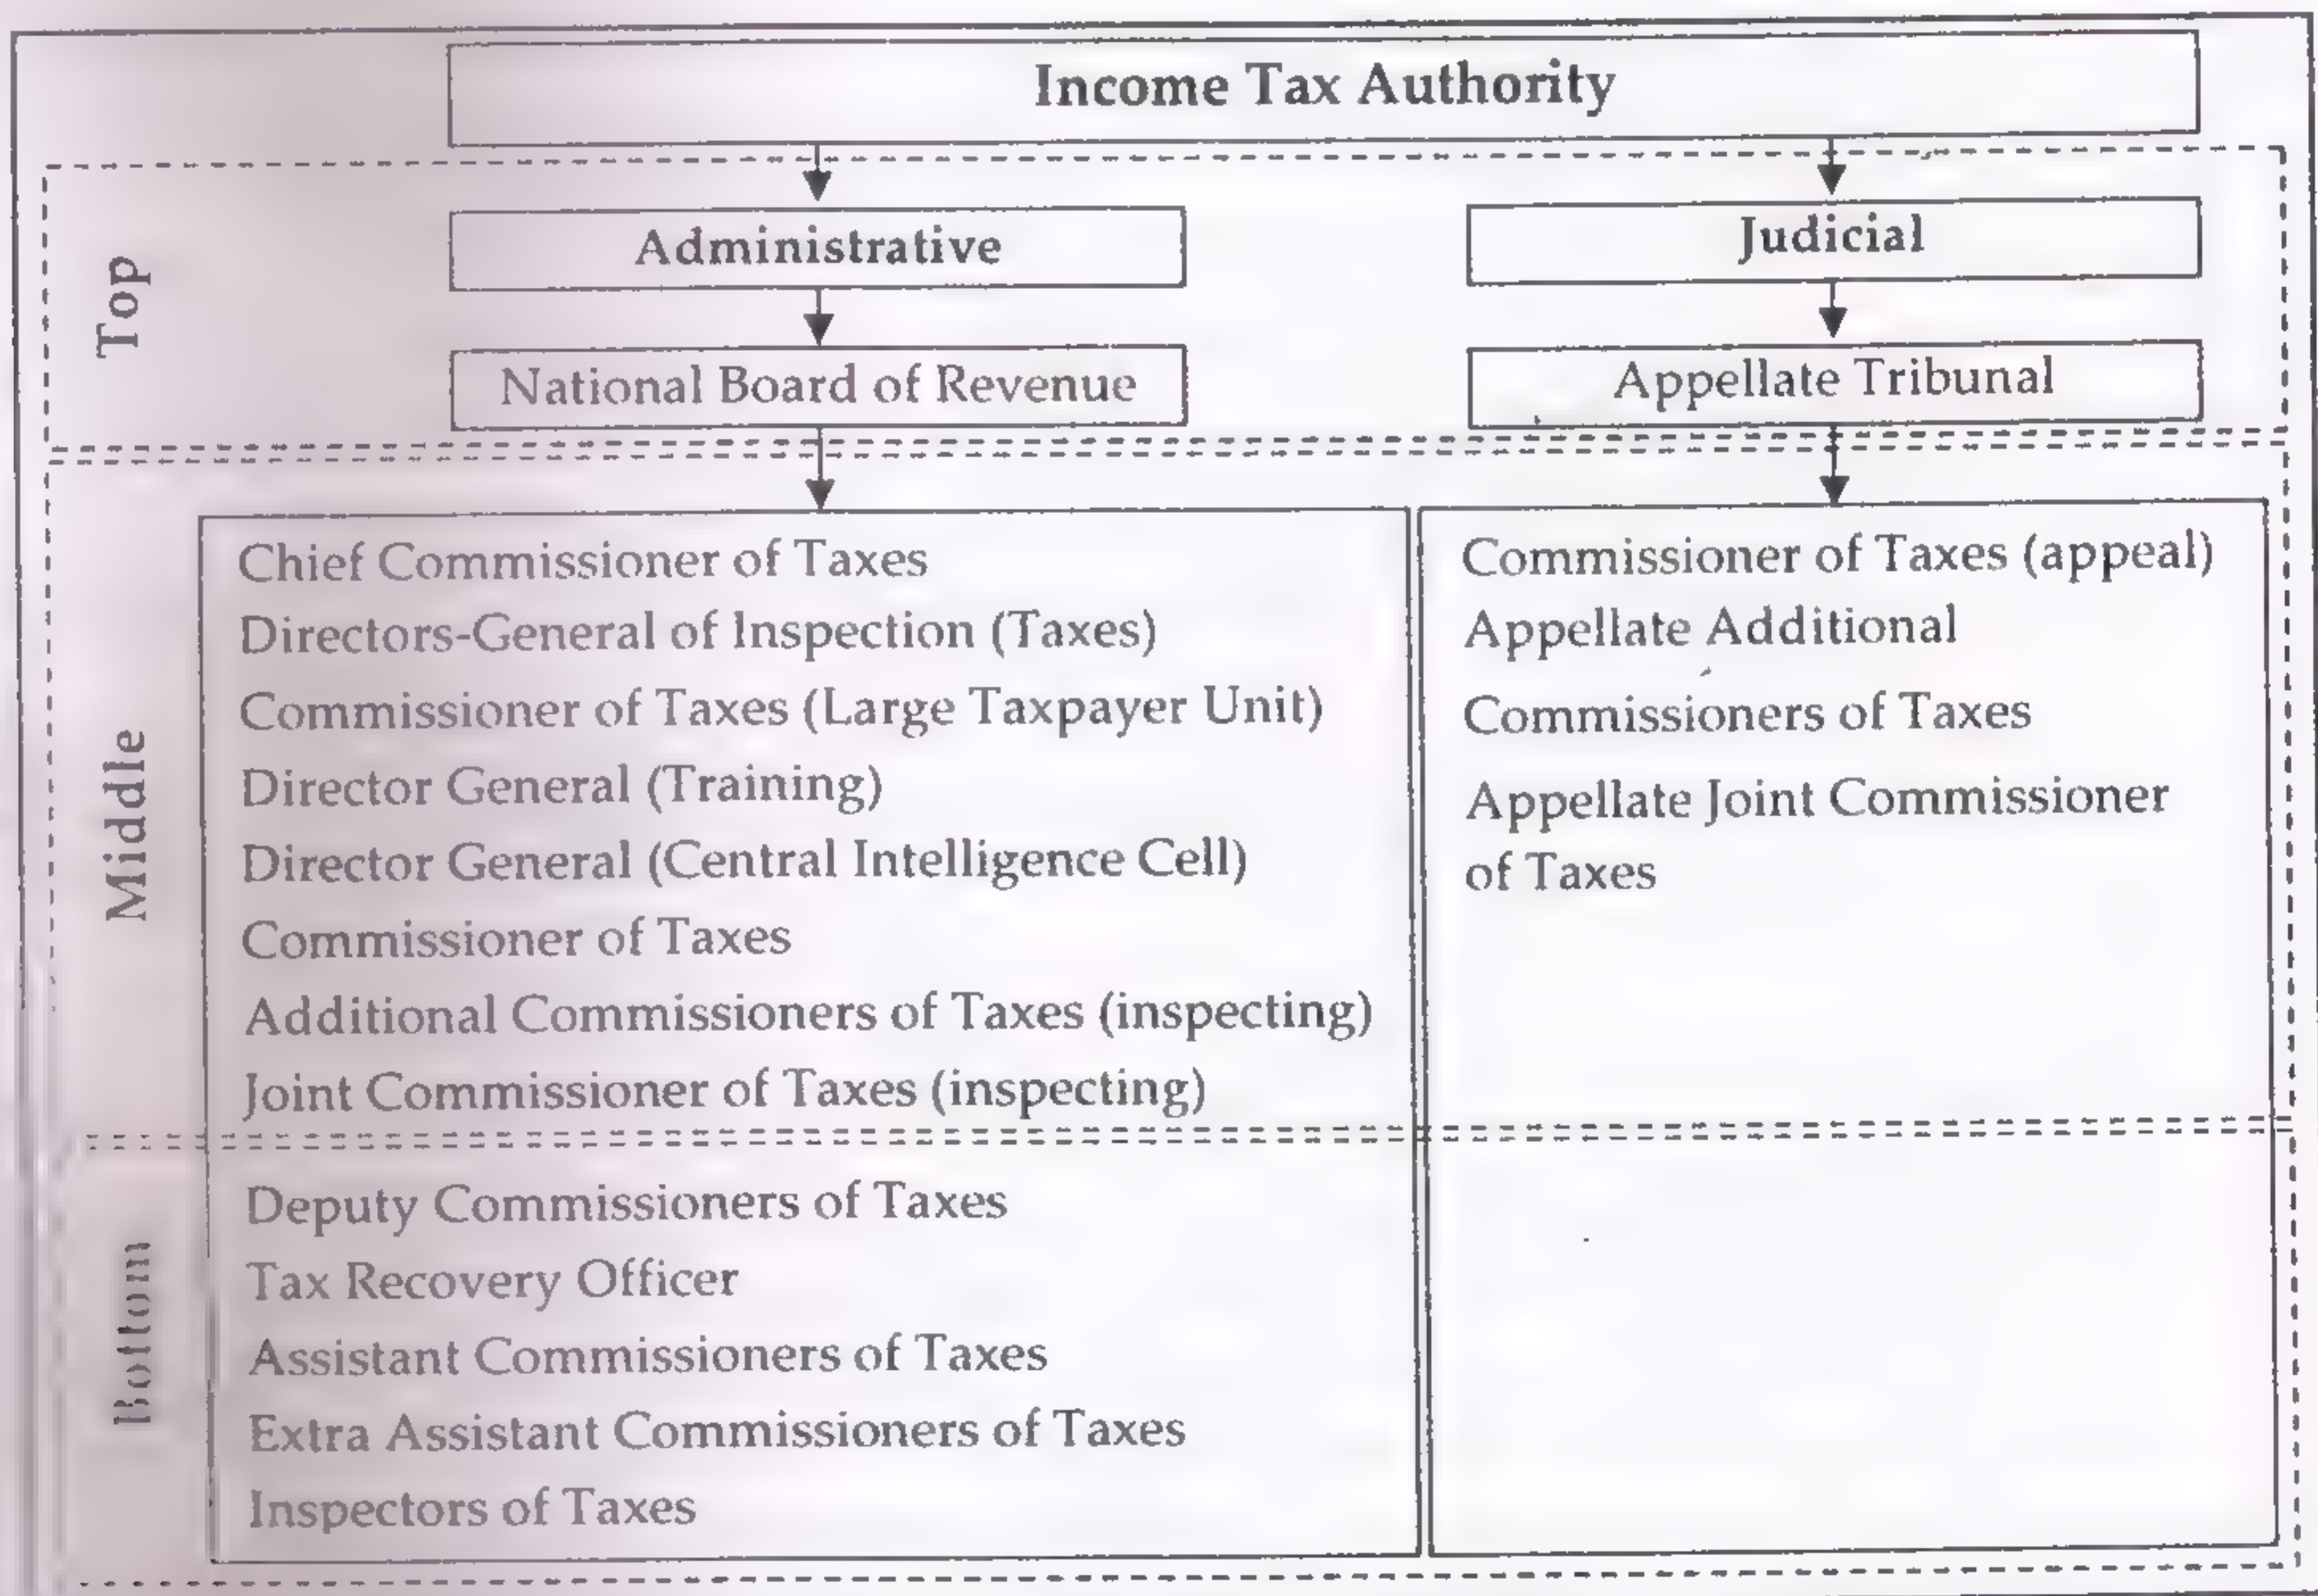 Income Tax Authority
Top
Administrative
Judicial
National Board of Revenue
Appellate Tribunal
Middle
Chief Commissioner of Taxes
Directors-General of Inspection (Taxes)
Commissioner of Taxes (Large Taxpayer Unit)
Director General (Training)
Director General (Central Intelligence Cell)
Commissioner of Taxes
Additional Commissioners of Taxes (inspecting)
Joint Commissioner of Taxes (inspecting)
Commissioner of Taxes (appeal)
Appellate Additional
Commissioners of Taxes
Appellate Joint Commissioner
of Taxes
Bottom
Deputy Commissioners of Taxes
Tax Recovery Officer
Assistant Commissioners of Taxes
Extra Assistant Commissioners of Taxes
Inspectors of Taxes